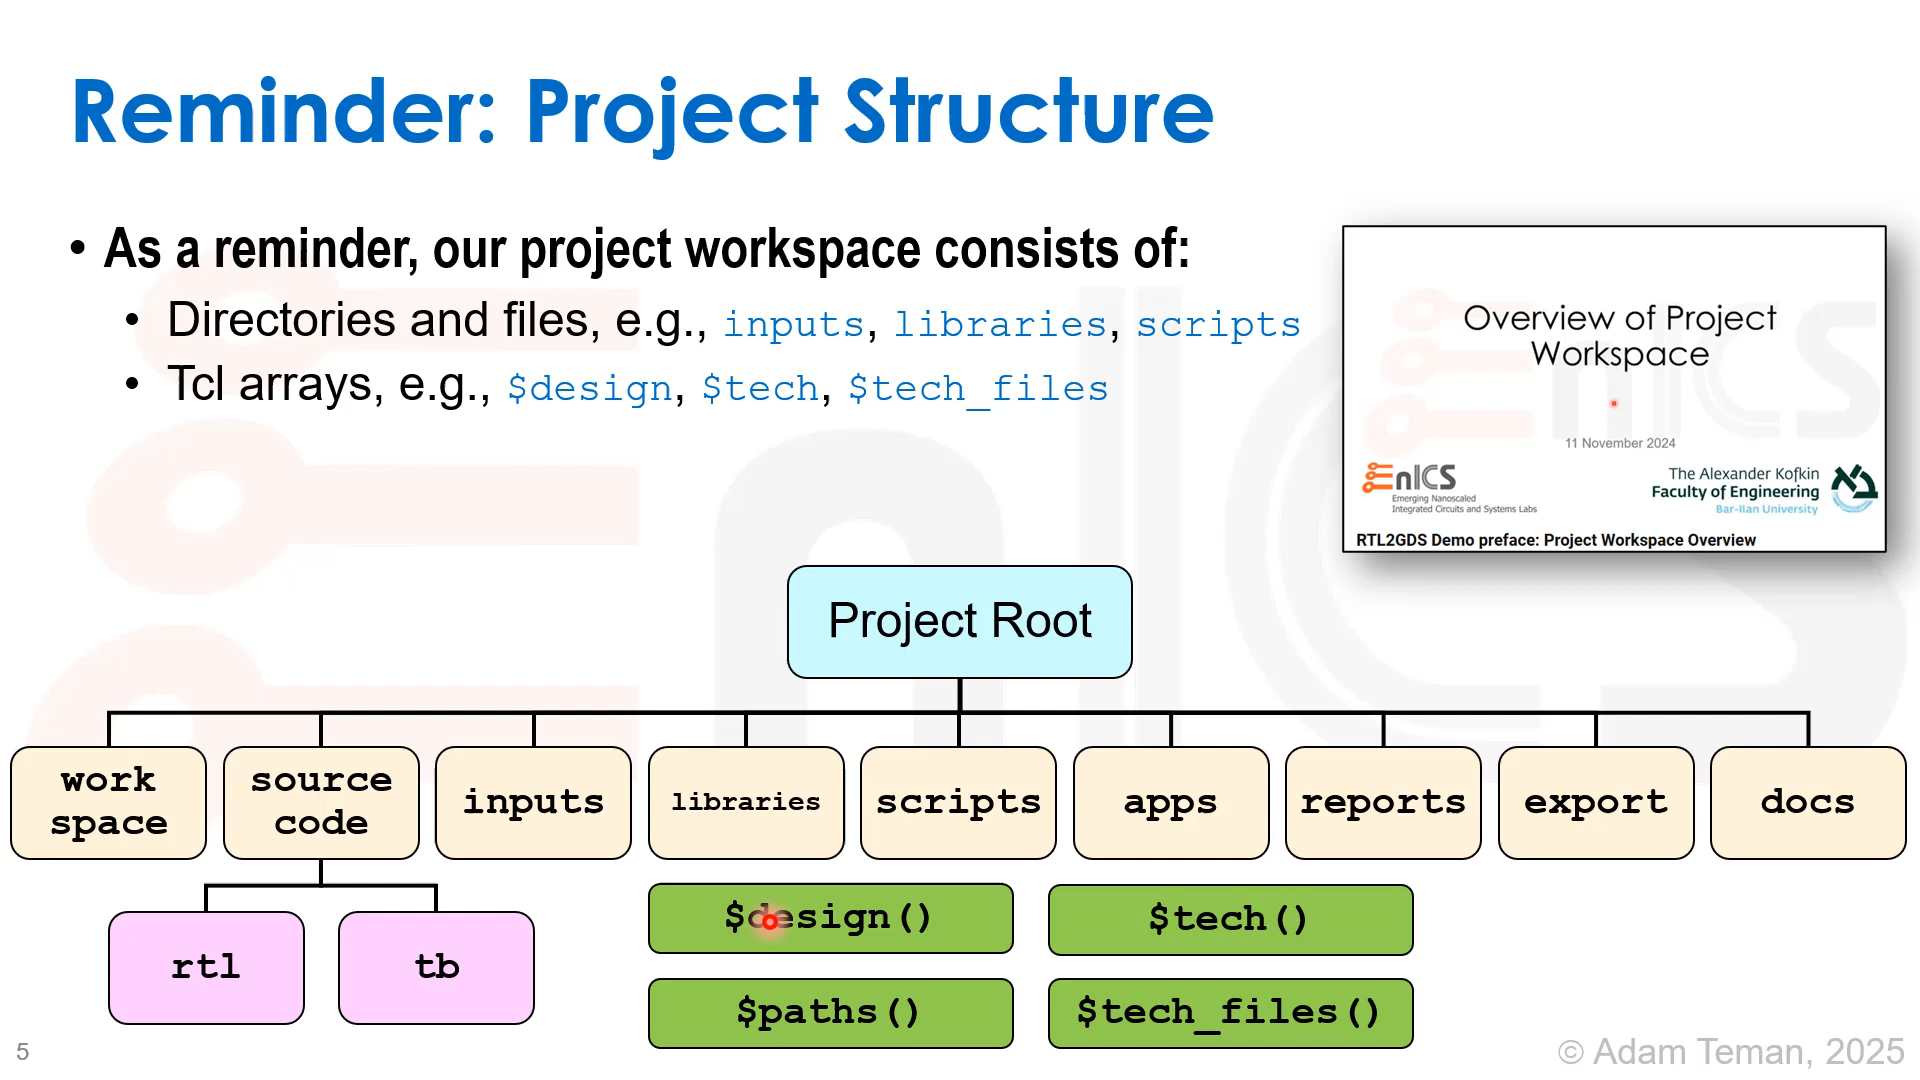 Reminder: Project Structure
• As a reminder, our project workspace consists of:
• Directories and files, e.g., inputs, libraries, scripts
• Tcl arrays, e.g., $design, $tech, $tech_files
Overview of Project
Workspace
11 November 2024
EnICS
Emerging Nanoscaled
Integrated Circuits and Systems Labs
The Alexander Kofkin
Faculty of Engineering
Bar-Ilan University
RTL2GDS Demo preface: Project Workspace Overview
Project Root
work
space
source
code
inputs
libraries
scripts
apps
reports
export
docs
rtl
tb
$design()
$tech()
$paths()
$tech_files()
5
© Adam Teman, 2025